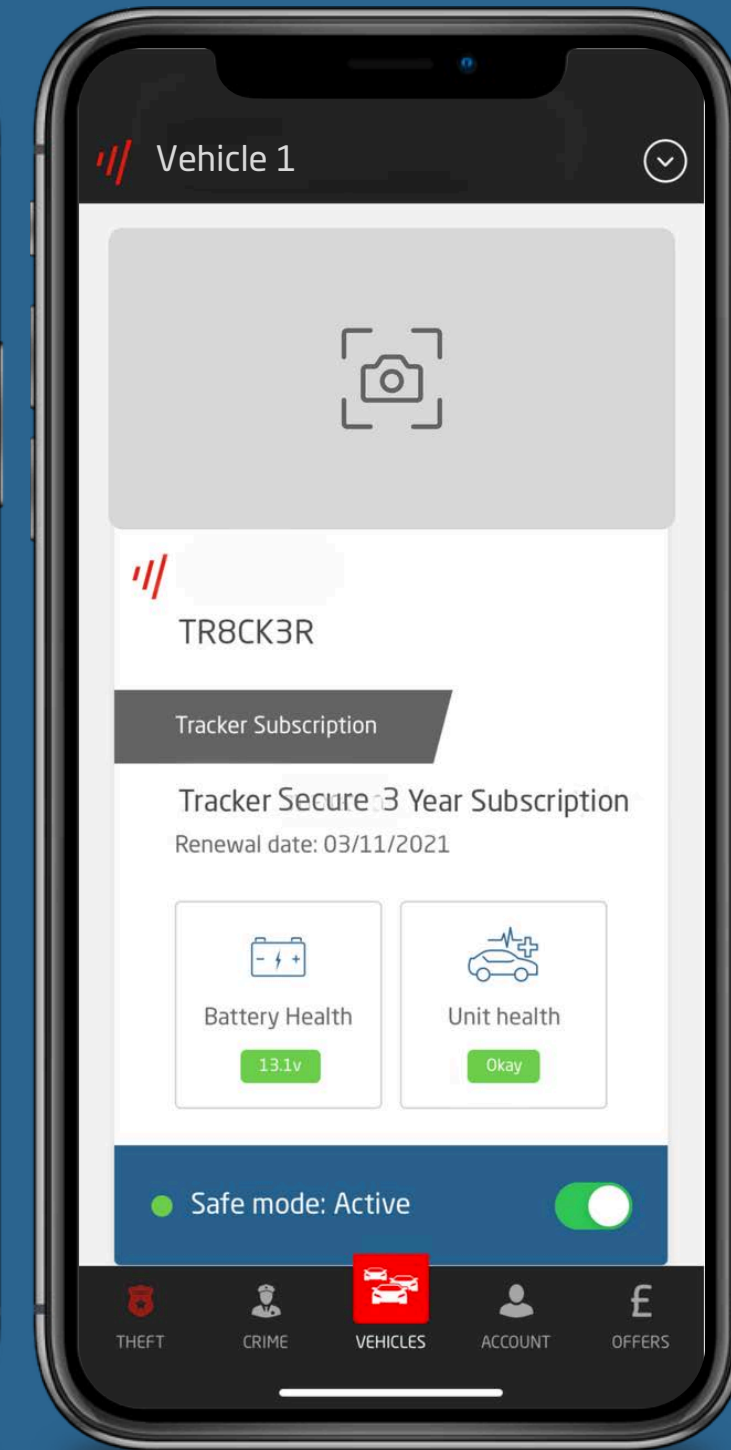 Vehicle 1
TR8CK3R
Tracker Subscription
Tracker Secure 3 Year Subscription
Renewal date: 03/11/2021
Battery Health
Unit health
13.1v
Okay
Safe mode: Active
THEFT
CRIME
VEHICLES
ACCOUNT
£
OFFERS